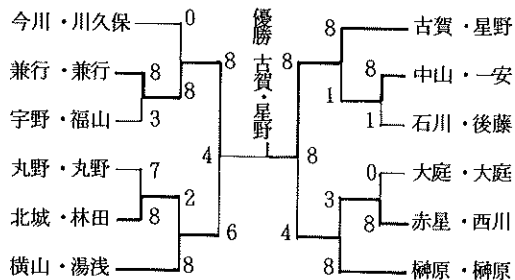 今川・川久保 0
兼行・兼行 8
8
8
宇野・福山 3
丸野・丸野 7
4
2
北城・林田 8
6
横山・湯浅 8
優勝 古賀・星野
8 古賀・星野
8
8 中山・一安
1
1 石川・後藤
8
0 大庭・大庭
3
8 赤星・西川
4
8 榊原・榊原